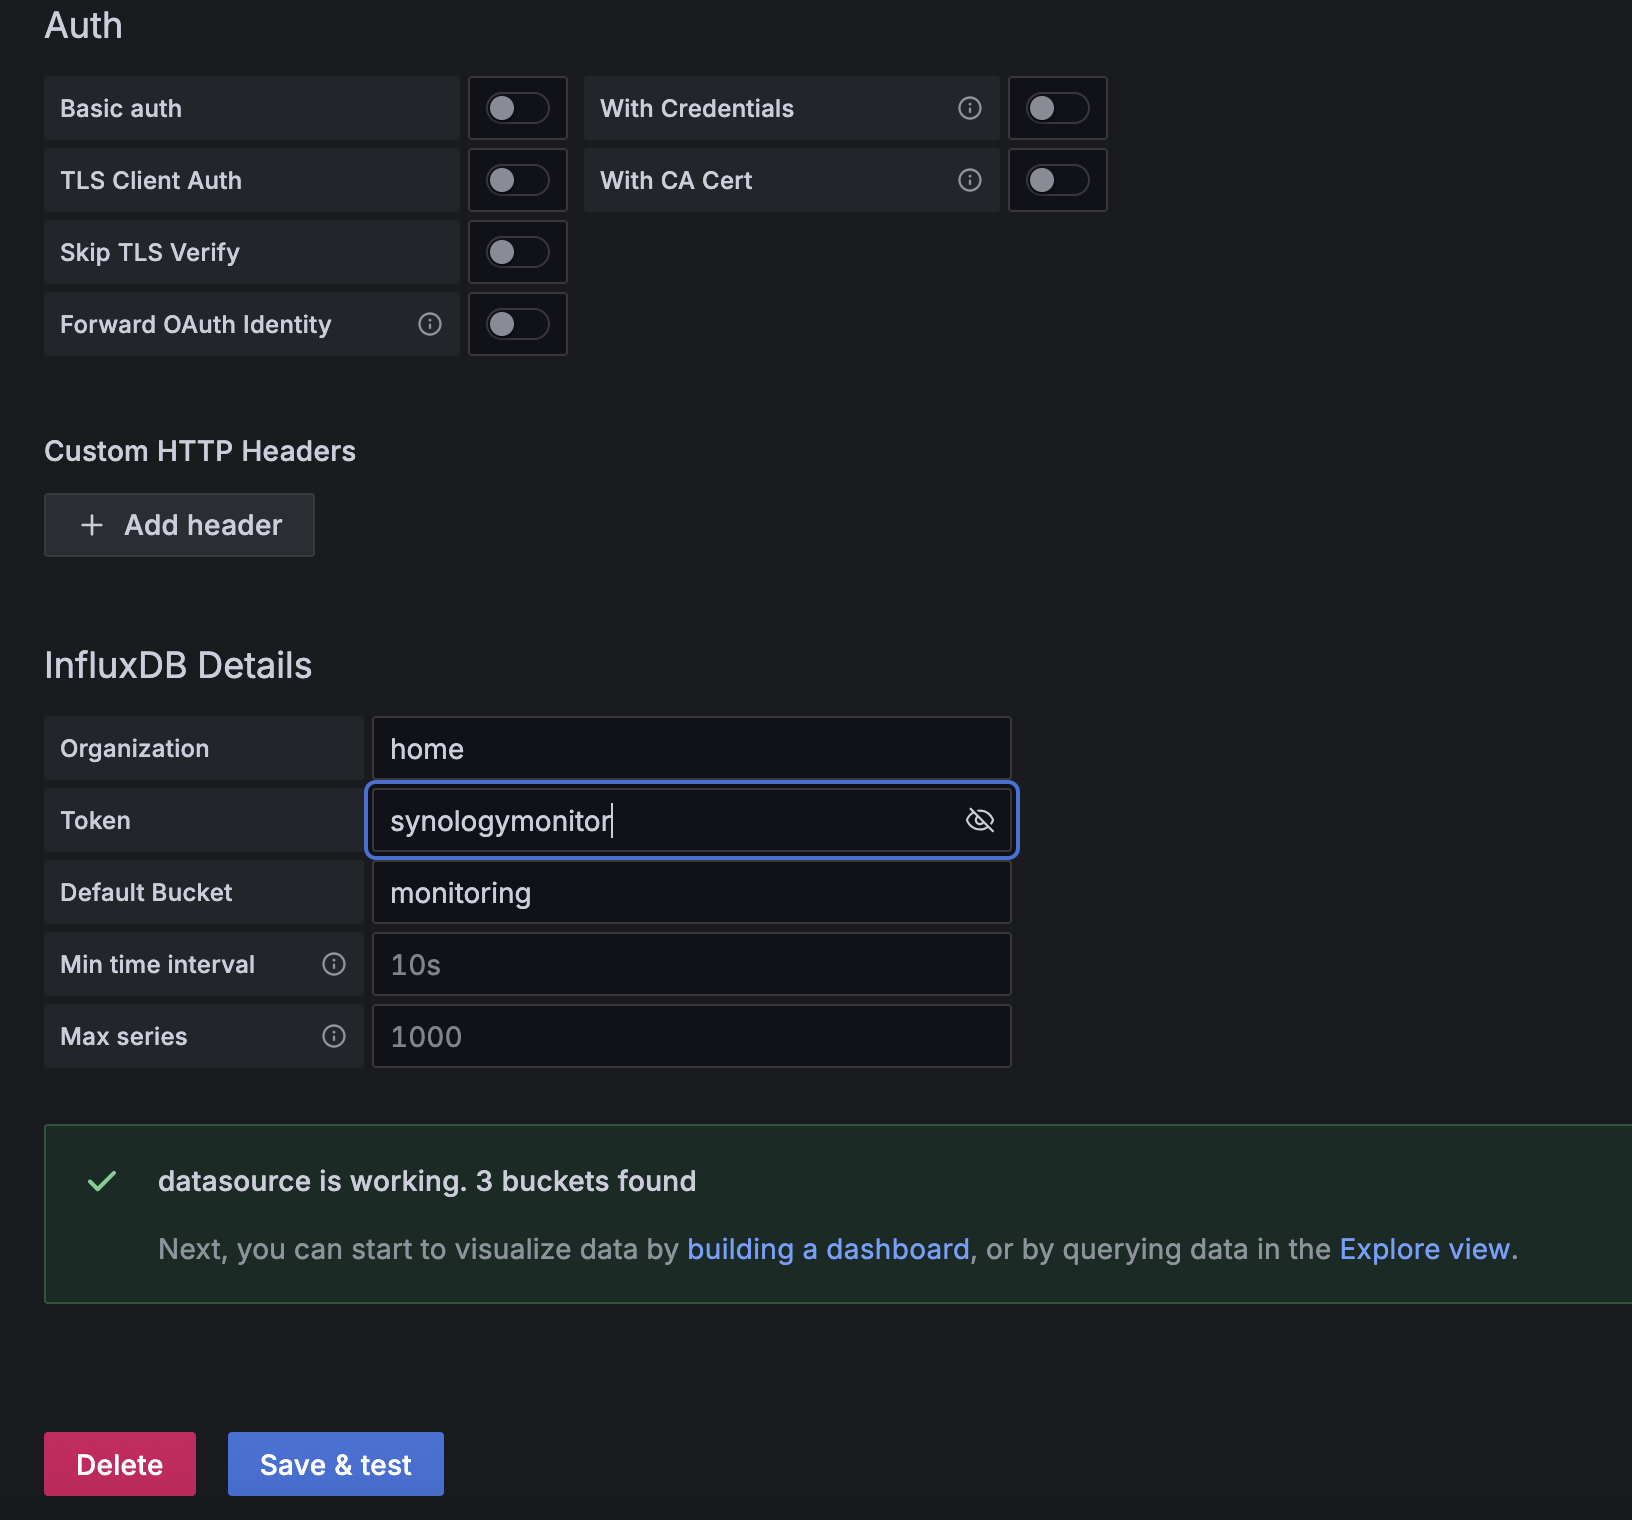 Auth
Basic auth
With Credentials
TLS Client Auth
With CA Cert
Skip TLS Verify
Forward OAuth Identity
Custom HTTP Headers
Add header
InfluxDB Details
Organization home
Token synologymonitor
Default Bucket monitoring
Min time interval 10s
Max series 1000
datasource is working. 3 buckets found
Next, you can start to visualize data by building a dashboard, or by querying data in the Explore view.
Delete Save & test